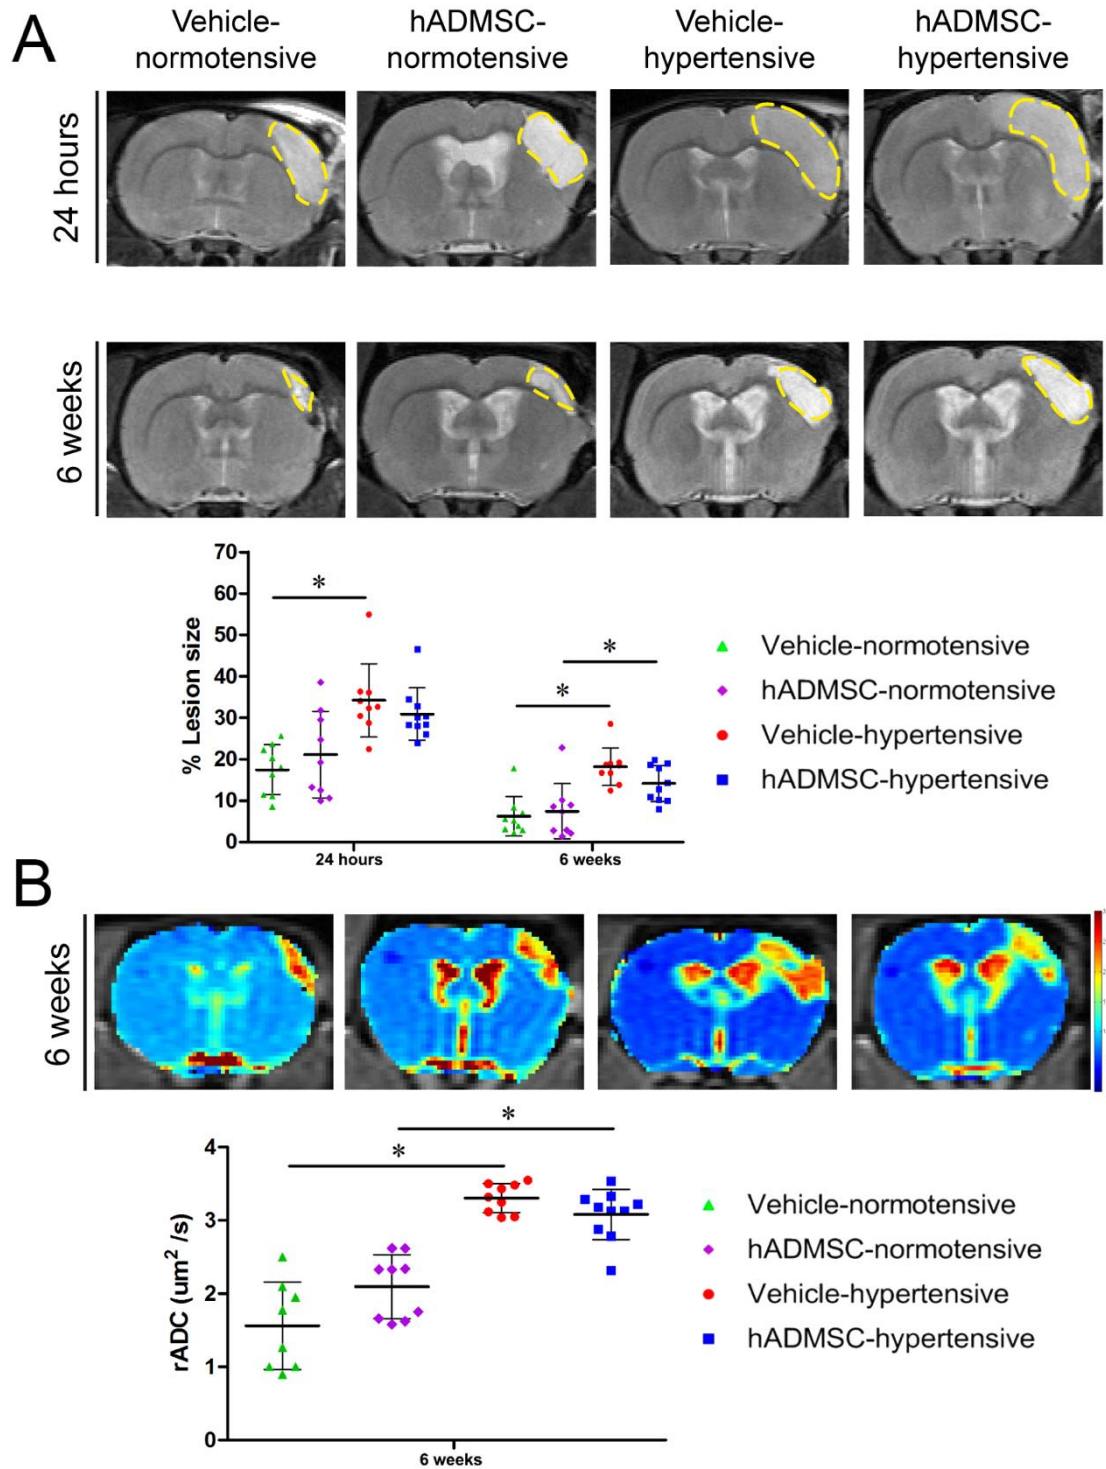 A
Vehicle-
normotensive
hADMSC-
normotensive
Vehicle-
hypertensive
hADMSC-
hypertensive
24 hours
6 weeks
% Lesion size
70
60
50
40
30
20
10
0
*
*
*
24 hours
6 weeks
Vehicle-normotensive
hADMSC-normotensive
Vehicle-hypertensive
hADMSC-hypertensive
B
6 weeks
rADC (um² /s)
4
3
2
1
0
*
*
6 weeks
Vehicle-normotensive
hADMSC-normotensive
Vehicle-hypertensive
hADMSC-hypertensive